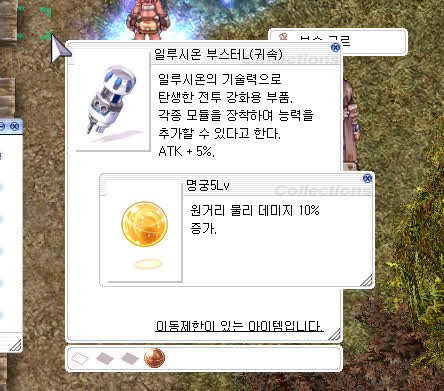 일루시온 부스터L(귀속)
Collections
일루시온의 기술력으로
탄생한 전투 강화용 부품.
각종 모듈을 장착하며 능력을
추가할 수 있다고 한다.
ATK + 5%.
명궁5Lv
Collections
원거리 물리 데미지 10%
증가.
이동제한이 있는 아이템입니다.